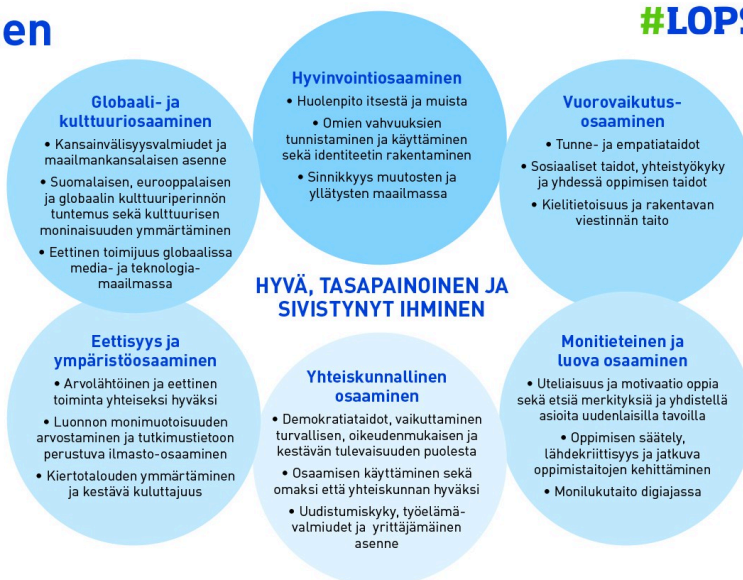 en
#LOPS
Hyvinvointiosaaminen
• Huolenpito itsestä ja muista
• Omien vahvuuksien
tunnistaminen ja käyttäminen
sekä identiteetin rakentaminen
• Sinnikkyys muutosten ja
yllätysten maailmassa
Globaali- ja
kulttuuriosaaminen
• Kansainvälisyysvalmiudet ja
maailmankansalaisen asenne
• Suomalaisen, eurooppalaisen
ja globaalin kulttuuriperinnön
tuntemus sekä kulttuurisen
moninaisuuden ymmärtäminen
• Eettinen toimijuus globaalissa
media- ja teknologia-
maailmassa
Vuorovaikutus-
osaaminen
• Tunne- ja empatiataidot
• Sosiaaliset taidot, yhteistyökyky
ja yhdessä oppimisen taidot
• Kielitietoisuus ja rakentavan
viestinnän taito
HYVÄ, TASAPAINOINEN JA
SIVISTYNYT IHMINEN
Eettisyys ja
ympäristöosaaminen
• Arvolähtöinen ja eettinen
toiminta yhteiseksi hyväksi
• Luonnon monimuotoisuuden
arvostaminen ja tutkimustietoon
perustuva ilmasto-osaaminen
• Kiertotalouden ymmärtäminen
ja kestävä kuluttajuus
Yhteiskunnallinen
osaaminen
• Demokratiataidot, vaikuttaminen
turvallisen, oikeudenmukaisen ja
kestävän tulevaisuuden puolesta
• Osaamisen käyttäminen sekä
omaksi että yhteiskunnan hyväksi
• Uudistumiskyky, työelämä-
valmiudet ja yrittäjämäinen
asenne
Monitieteinen ja
luova osaaminen
• Uteliaisuus ja motivaatio oppia
sekä etsiä merkityksiä ja yhdistellä
asioita uudenlaisilla tavoilla
• Oppimisen säätely,
lähdekriittisyys ja jatkuva
oppimistaitojen kehittäminen
• Monilukutaito digiajassa